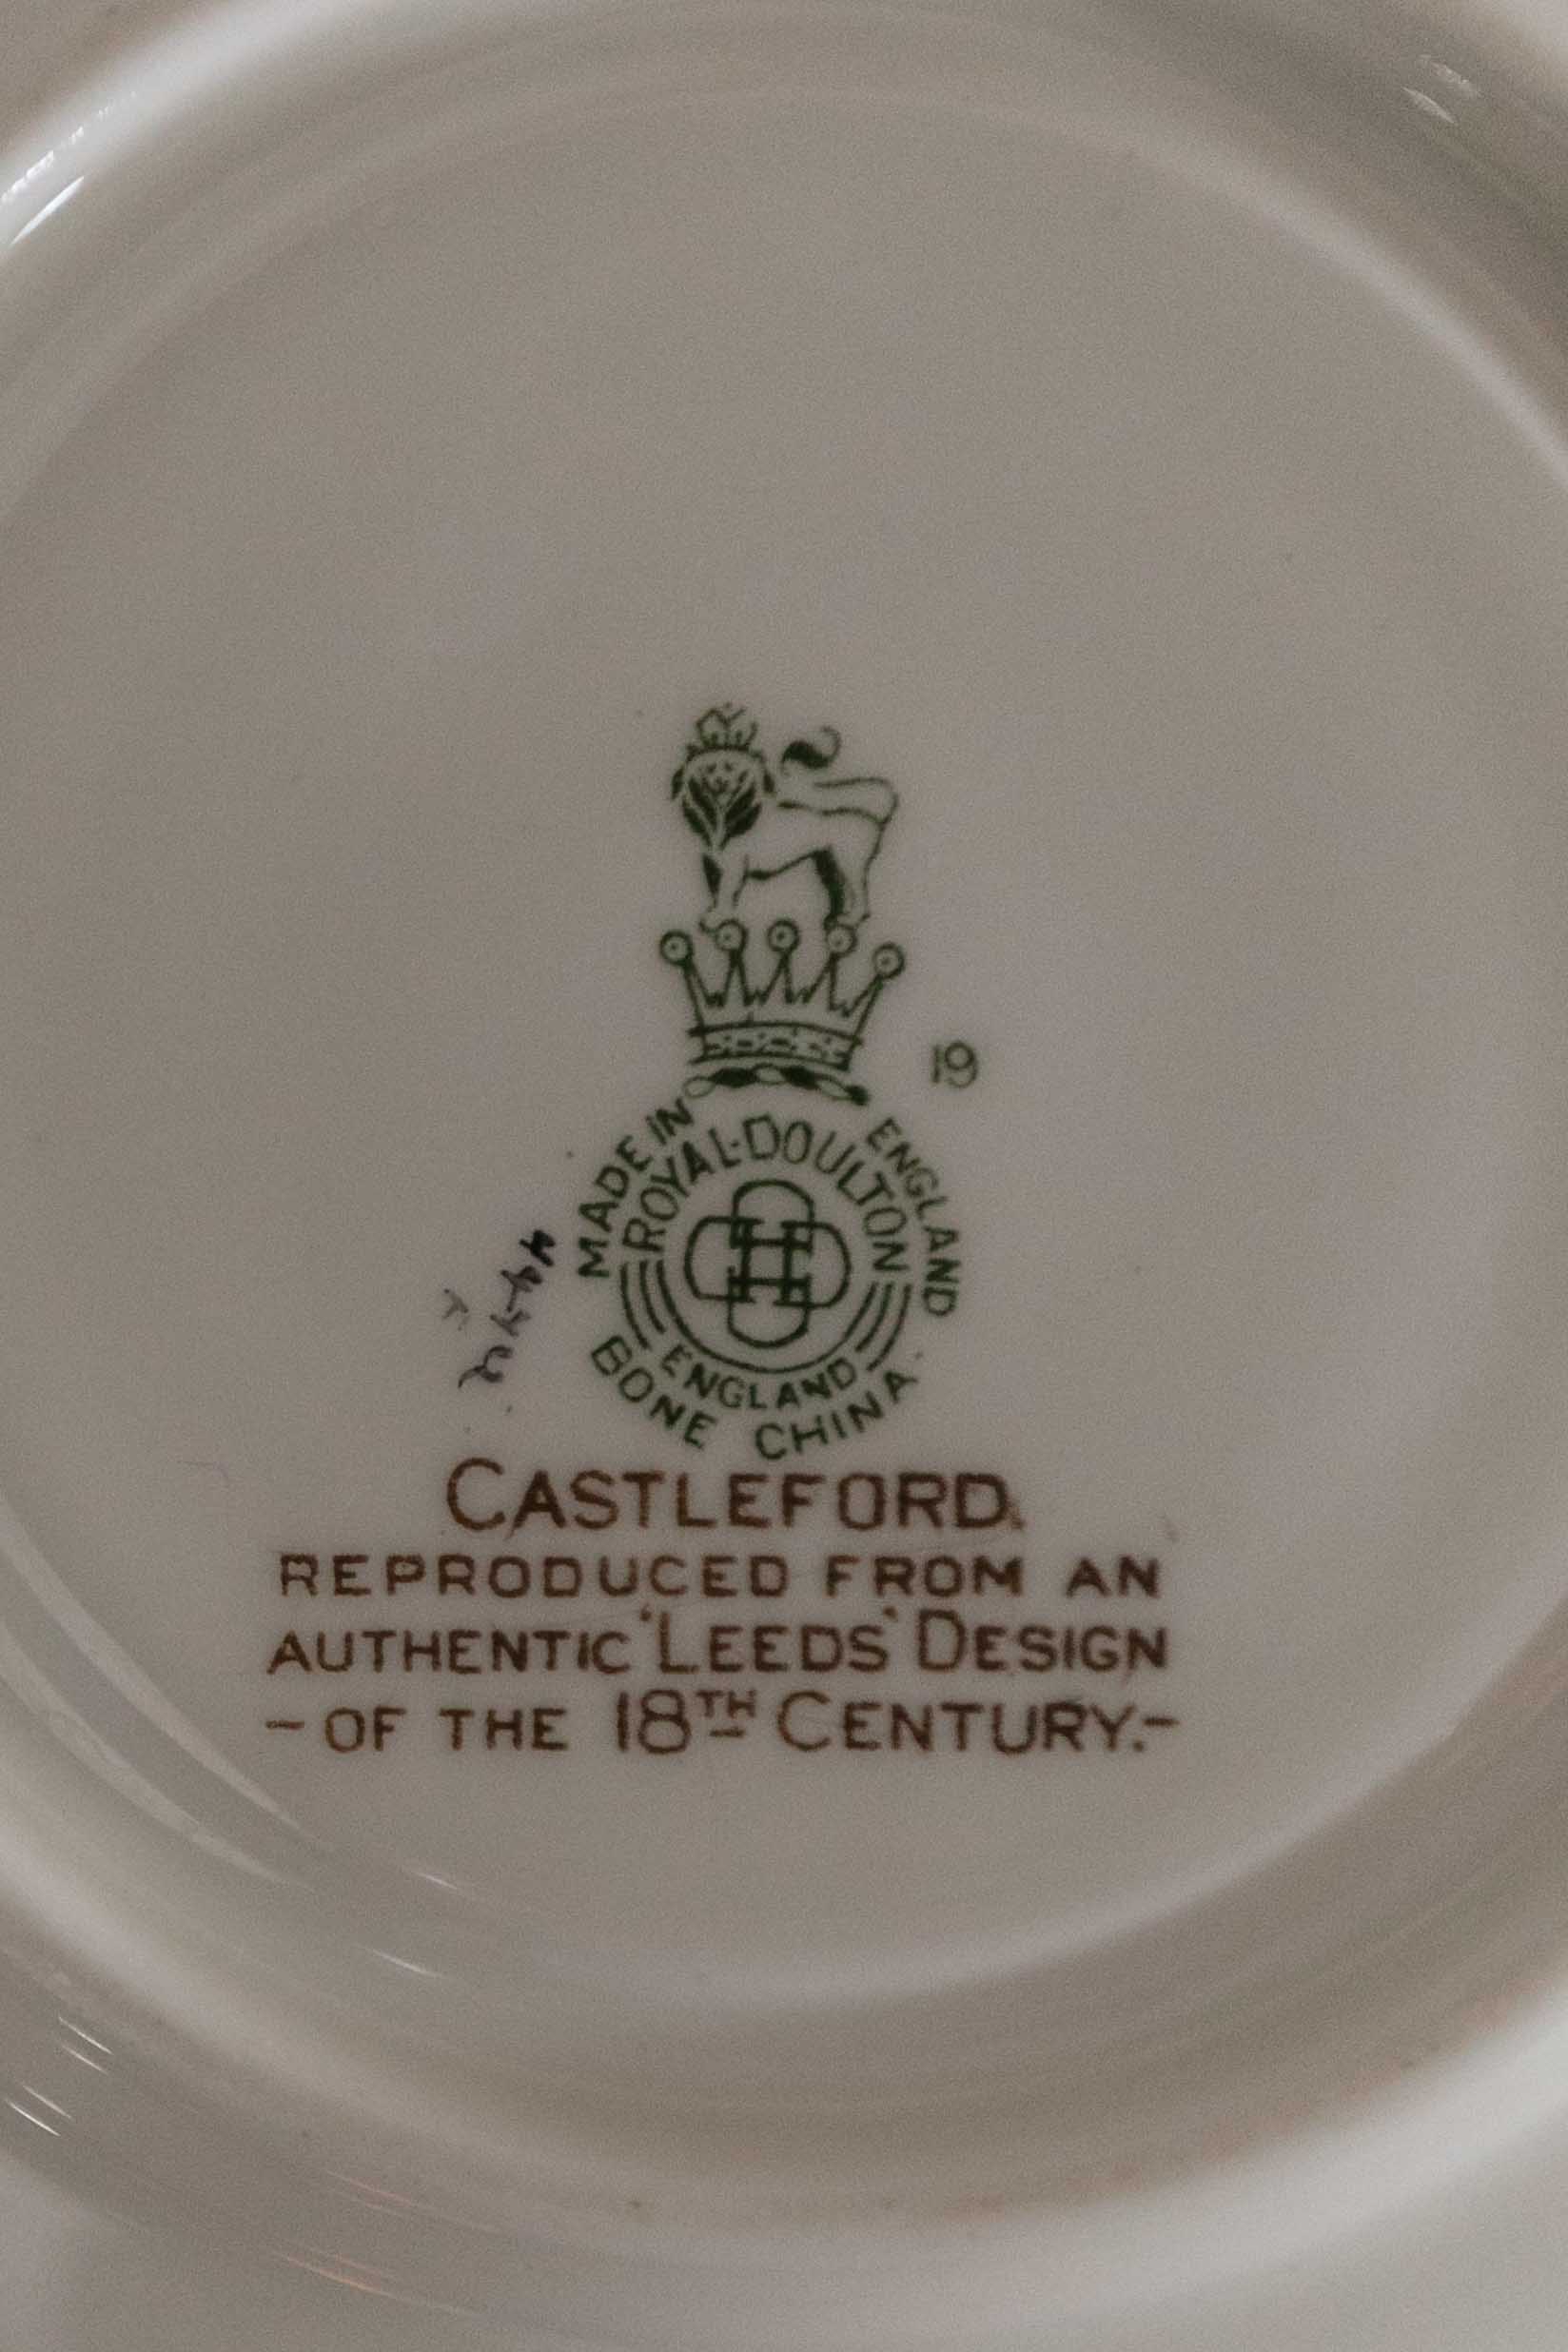 19
MADE IN ENGLAND
ROYAL·DOULTON
ENGLAND
BONE CHINA
CASTLEFORD.
REPRODUCED FROM AN
AUTHENTIC 'LEEDS' DESIGN
- OF THE 18TH CENTURY.-